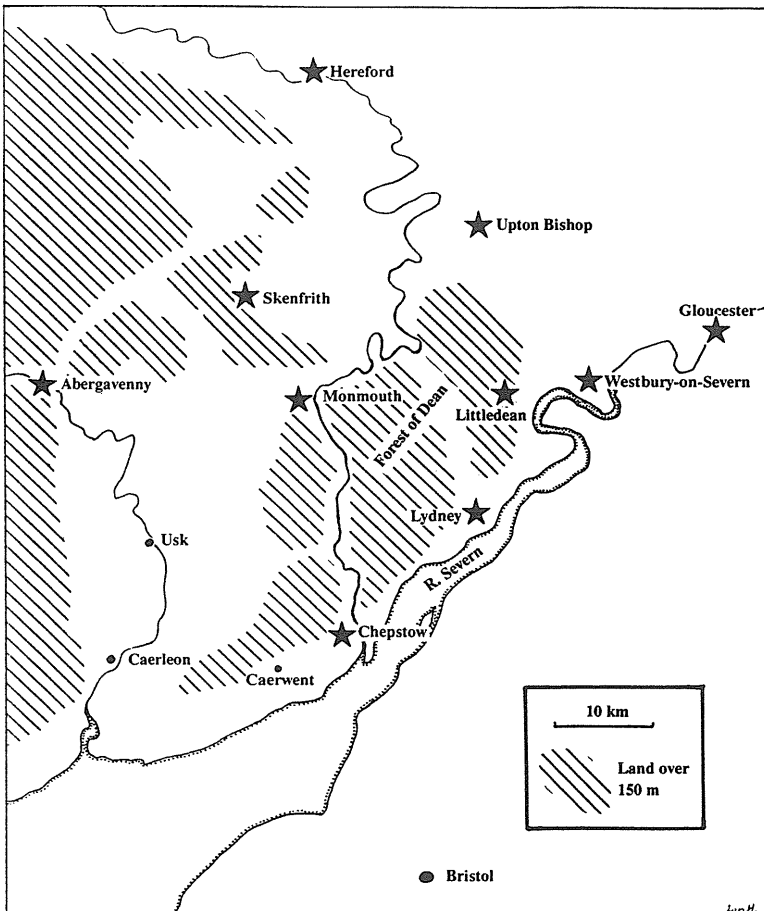 Hereford
Upton Bishop
Skenfrith
Gloucester
Abergavenny
Monmouth
Westbury-on-Severn
Littledean
Forest of Dean
Lydney
Usk
R. Severn
Chepstow
Caerleon
Caerwent
10 km
Land over
150 m
Bristol